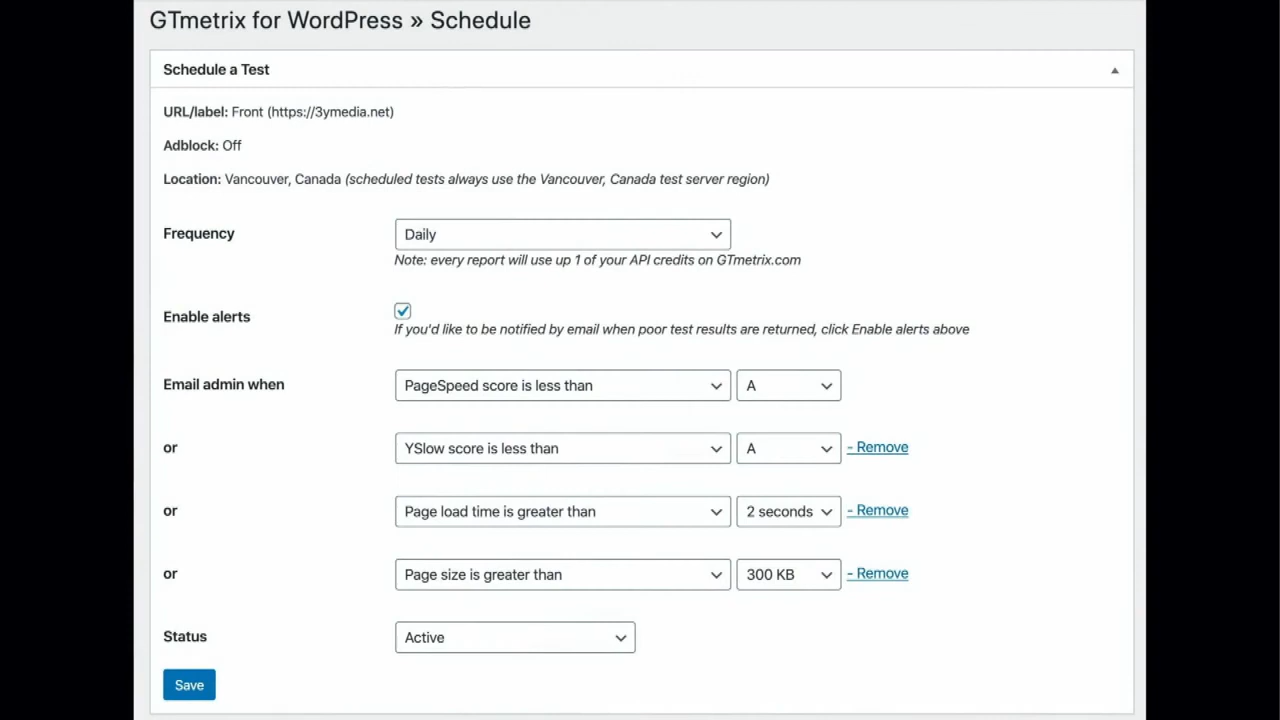 GTmetrix for WordPress » Schedule
Schedule a Test
URL/label: Front (https://3ymedia.net)
Adblock: Off
Location: Vancouver, Canada (scheduled tests always use the Vancouver, Canada test server region)
Frequency Daily
Note: every report will use up 1 of your API credits on GTmetrix.com
Enable alerts
If you'd like to be notified by email when poor test results are returned, click Enable alerts above
Email admin when PageSpeed score is less than A
or YSlow score is less than A - Remove
or Page load time is greater than 2 seconds - Remove
or Page size is greater than 300 KB - Remove
Status Active
Save